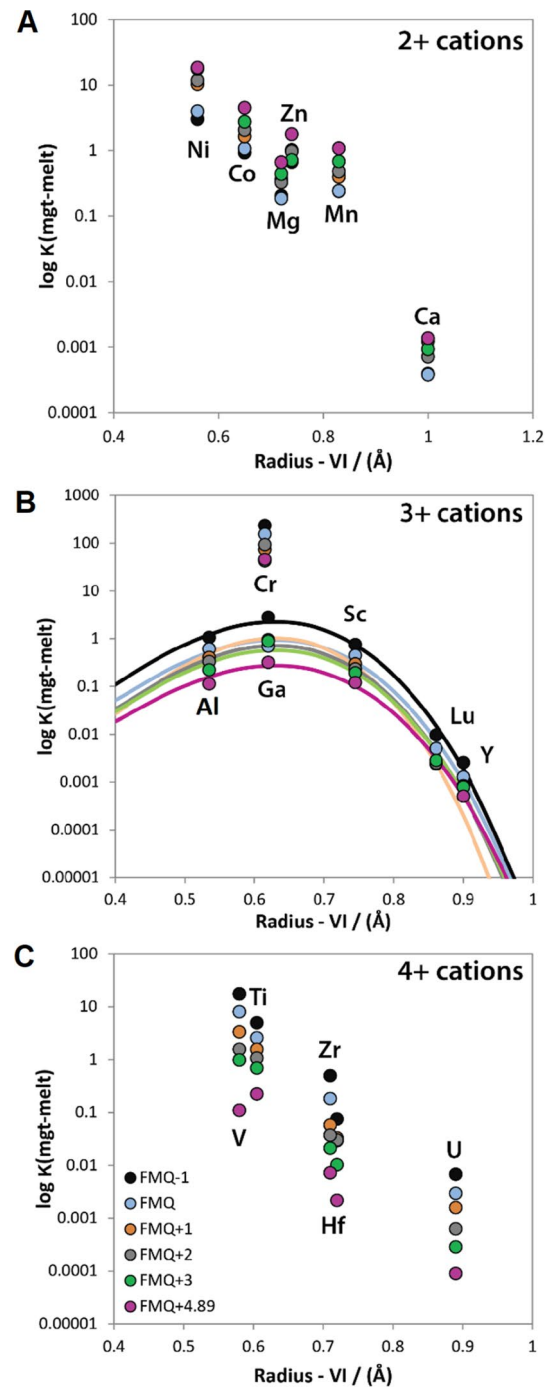 A
2+ cations
1000
100
10
1
0.1
0.01
0.001
0.0001
log K(mgt-melt)
Ni
Co
Mg
Zn
Mn
Ca
0.4
0.6
0.8
1
1.2
Radius - VI / (Å)
B
3+ cations
1000
100
10
1
0.1
0.01
0.001
0.0001
0.00001
log K(mgt-melt)
Cr
Al
Ga
Sc
Lu
Y
0.4
0.5
0.6
0.7
0.8
0.9
1
Radius - VI / (Å)
C
4+ cations
100
10
1
0.1
0.01
0.001
0.0001
0.00001
log K(mgt-melt)
Ti
V
Zr
Hf
U
FMQ-1
FMQ
FMQ+1
FMQ+2
FMQ+3
FMQ+4.89
0.4
0.5
0.6
0.7
0.8
0.9
1
Radius - VI / (Å)